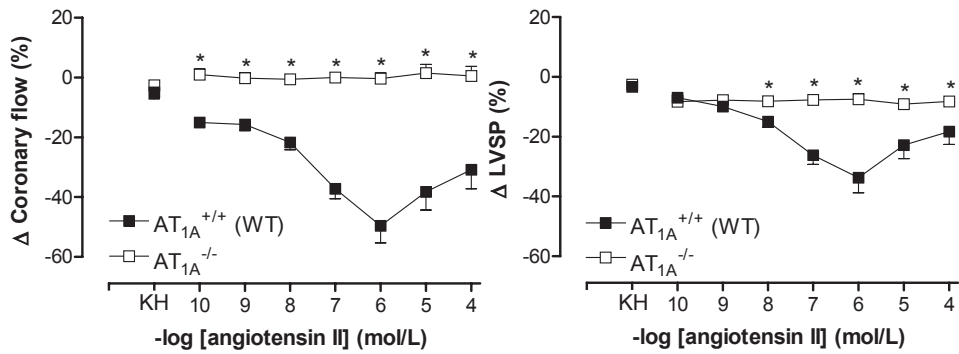 20
0
-20
-40
-60
Δ Coronary flow (%)
* * * * * * *
AT1A+/+ (WT)
AT1A-/-
KH 10 9 8 7 6 5 4
-log [angiotensin II] (mol/L)
20
0
-20
-40
-60
Δ LVSP (%)
* * * * *
AT1A+/+ (WT)
AT1A-/-
KH 10 9 8 7 6 5 4
-log [angiotensin II] (mol/L)